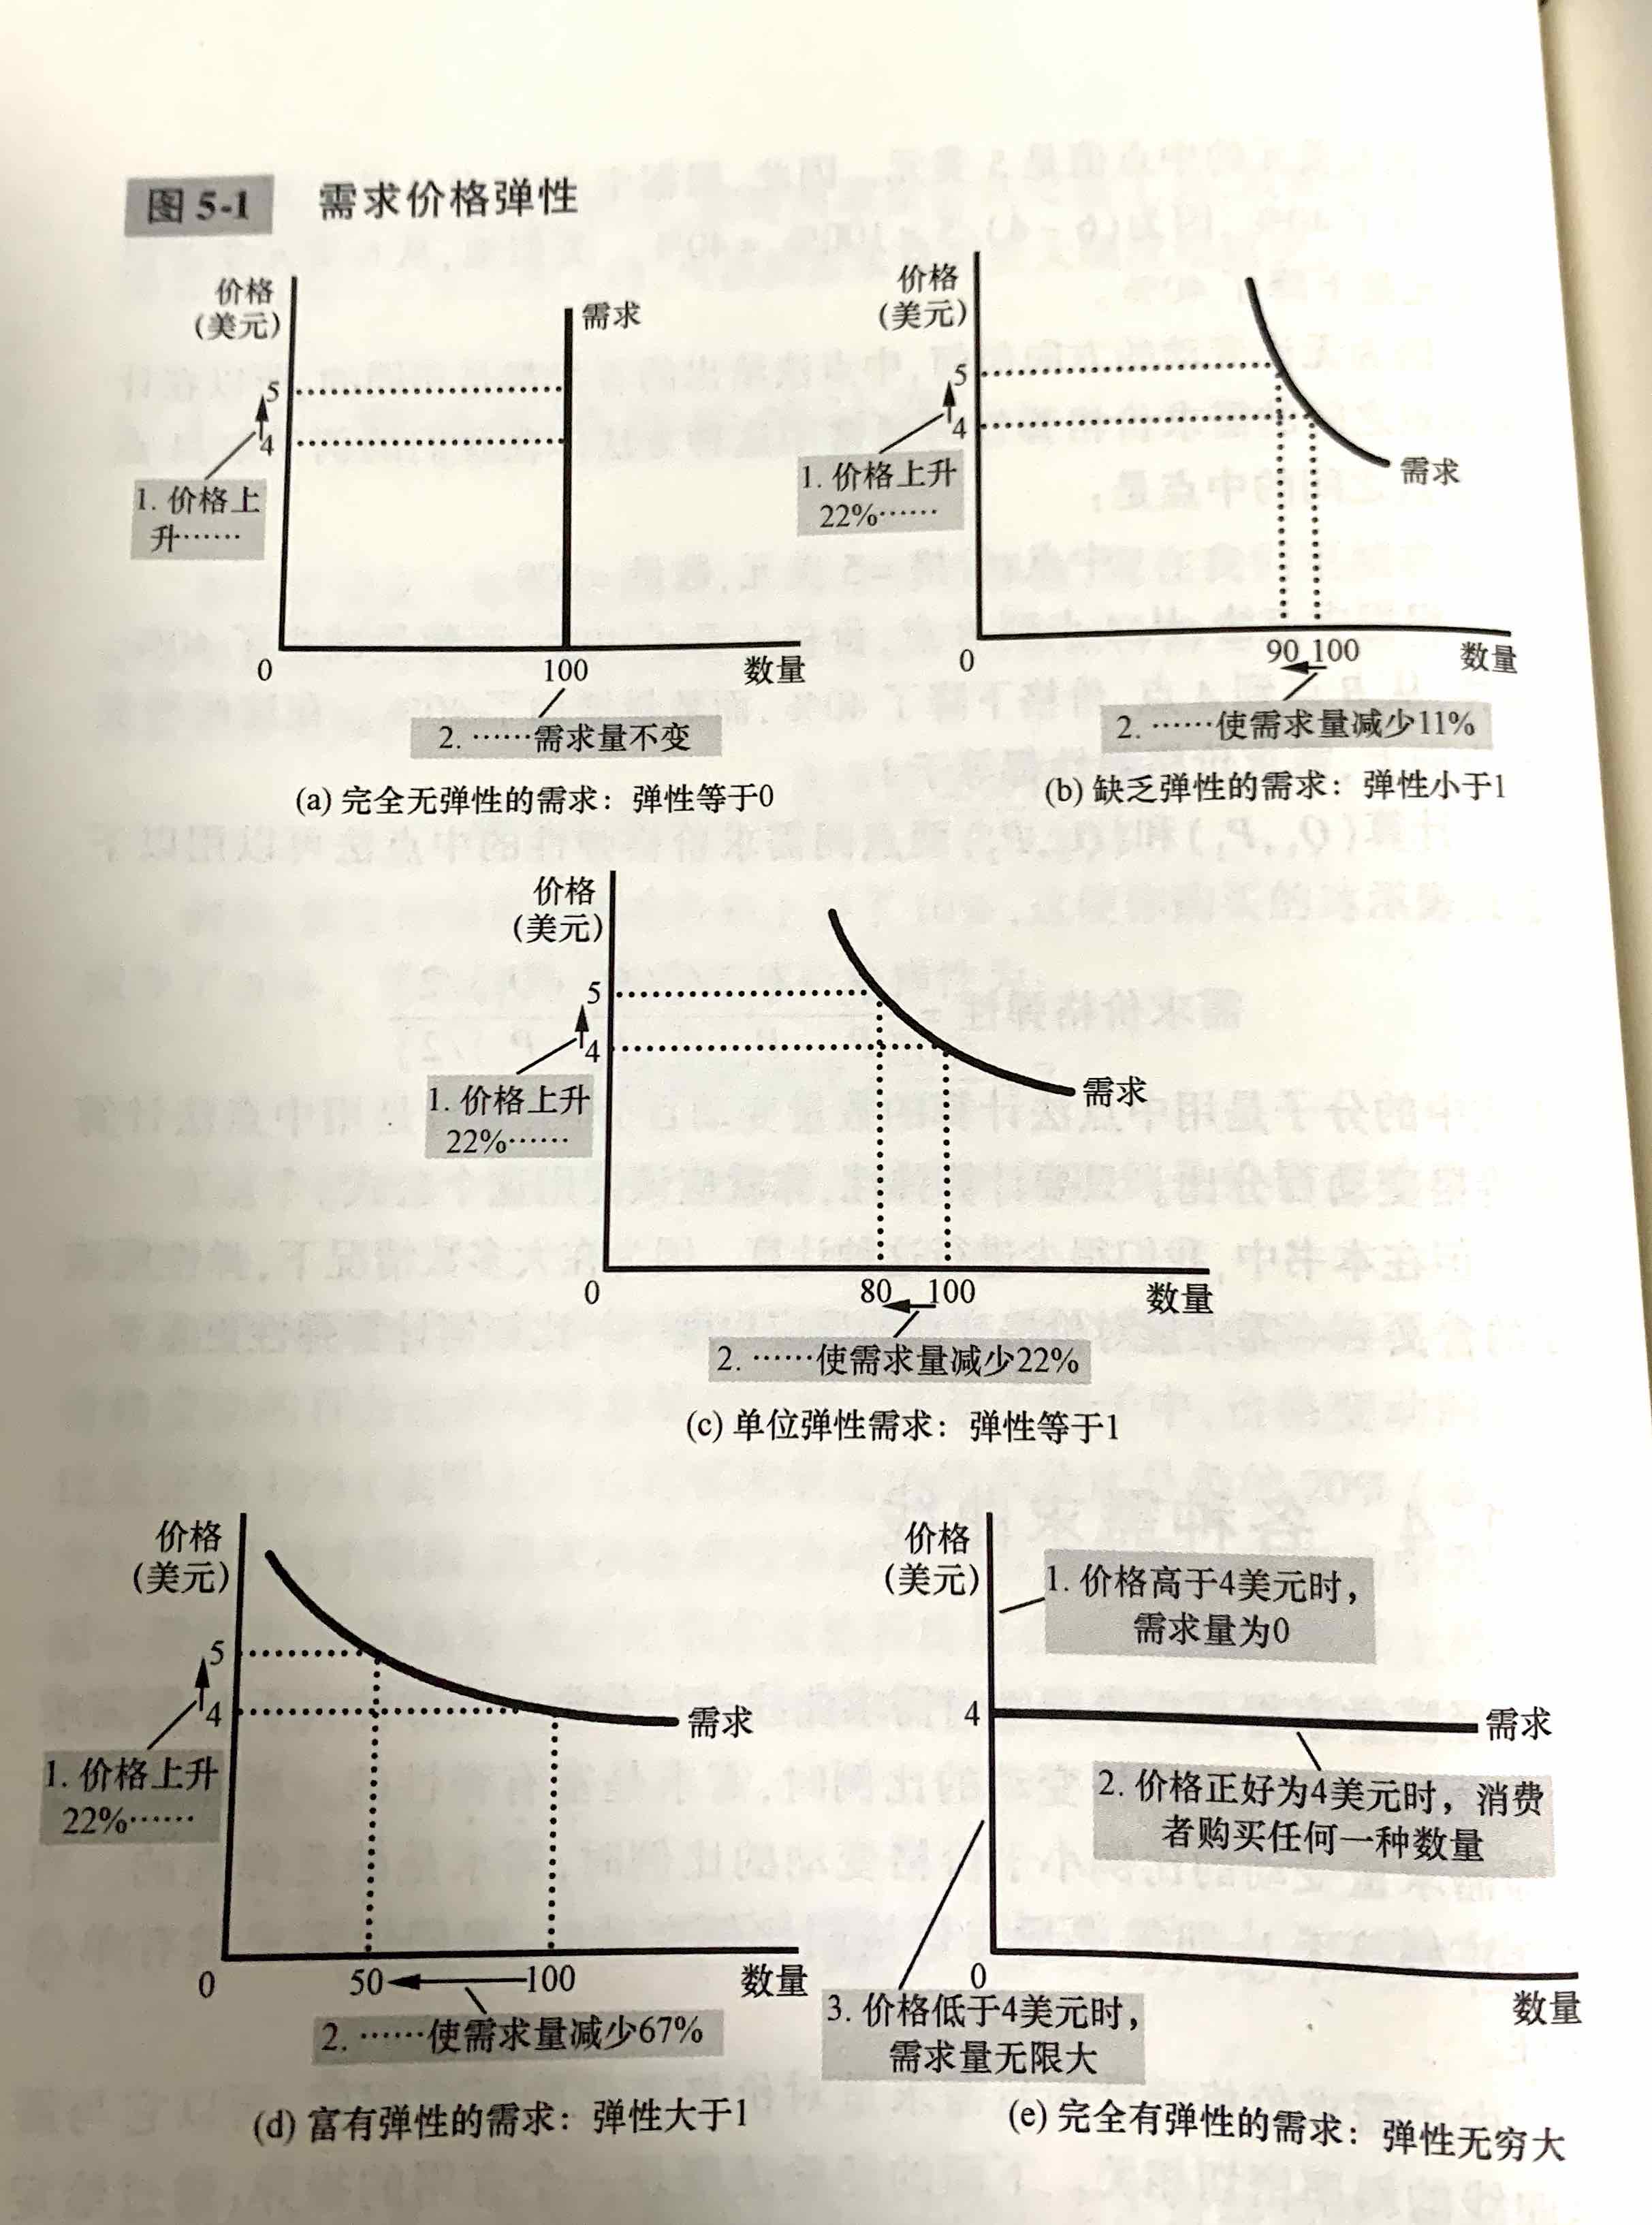 图 5-1 需求价格弹性
价格
(美元)
需求
5
4
1. 价格上
升……
0
100
数量
2. ……需求量不变
(a) 完全无弹性的需求：弹性等于0
价格
(美元)
5
4
需求
1. 价格上升
22%……
0
90 100
数量
2. ……使需求量减少11%
(b) 缺乏弹性的需求：弹性小于1
价格
(美元)
5
4
需求
1. 价格上升
22%……
0
80 100
数量
2. ……使需求量减少22%
(c) 单位弹性需求：弹性等于1
价格
(美元)
5
4
需求
1. 价格上升
22%……
0
50 100
数量
2. ……使需求量减少67%
(d) 富有弹性的需求：弹性大于1
价格
(美元)
1. 价格高于4美元时，
需求量为0
4
需求
2. 价格正好为4美元时，消费
者购买任何一种数量
0
数量
3. 价格低于4美元时，
需求量无限大
(e) 完全有弹性的需求：弹性无穷大